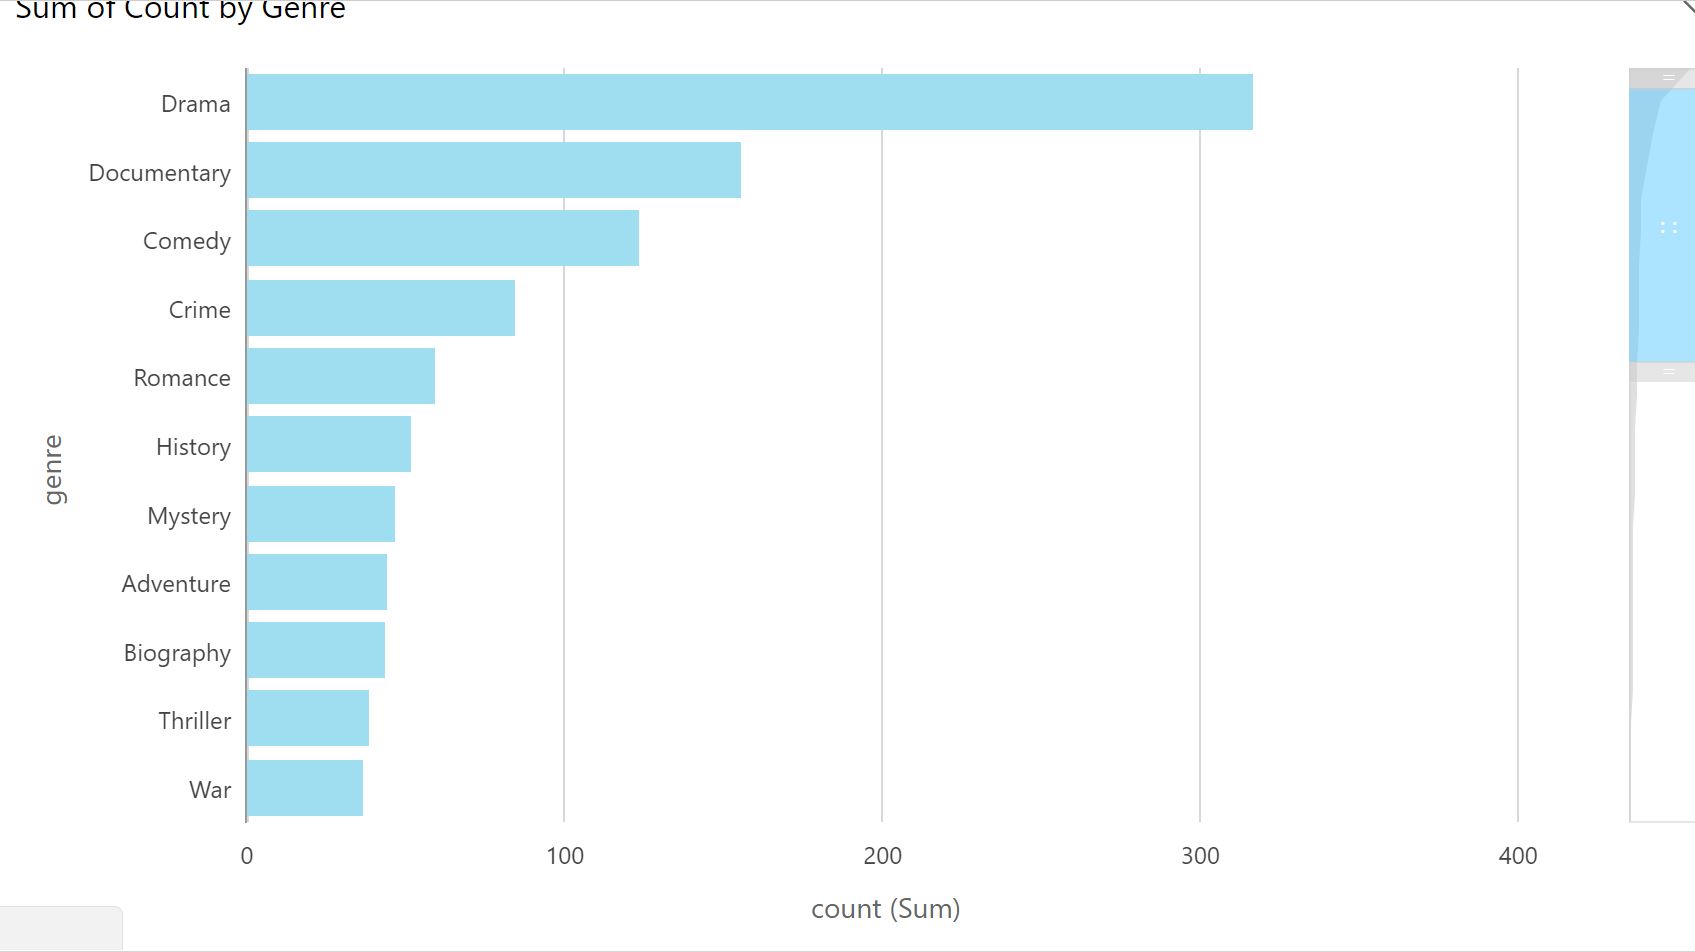 Sum of Count by Genre
Drama
Documentary
Comedy
Crime
Romance
History
genre
Mystery
Adventure
Biography
Thriller
War
0 100 200 300 400
count (Sum)